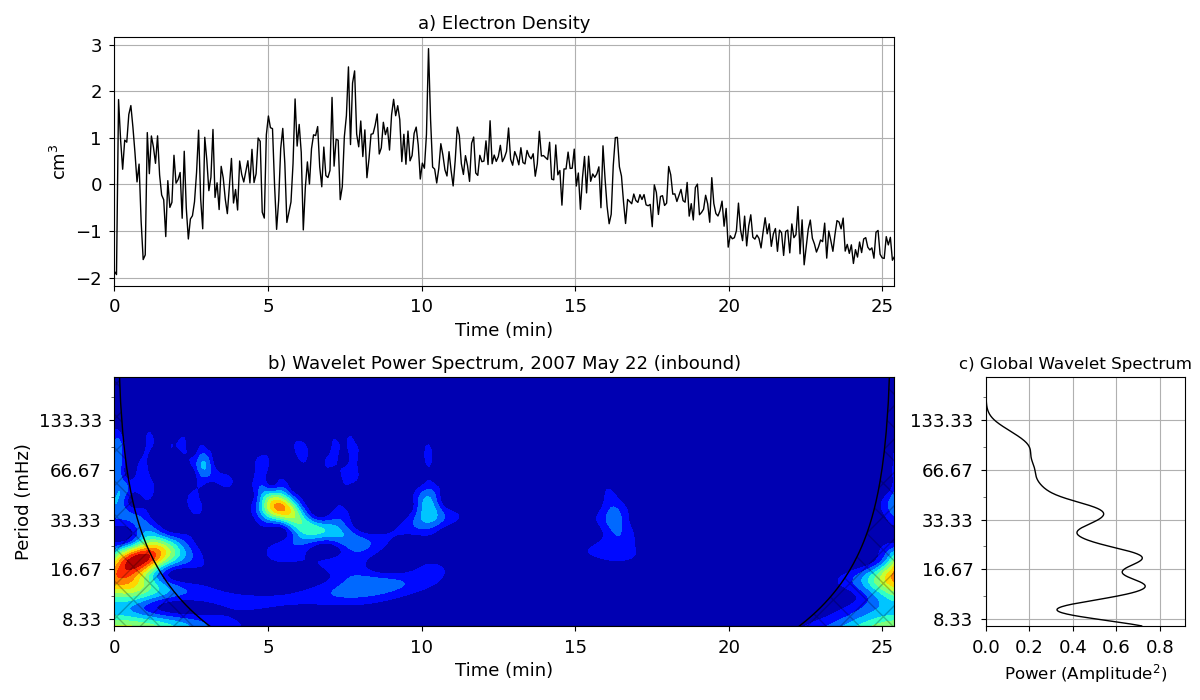 a) Electron Density
3
2
1
0
−1
−2
cm³
0 5 10 15 20 25
Time (min)
b) Wavelet Power Spectrum, 2007 May 22 (inbound)
133.33
66.67
33.33
16.67
8.33
Period (mHz)
0 5 10 15 20 25
Time (min)
c) Global Wavelet Spectrum
133.33
66.67
33.33
16.67
8.33
0.0 0.2 0.4 0.6 0.8
Power (Amplitude²)